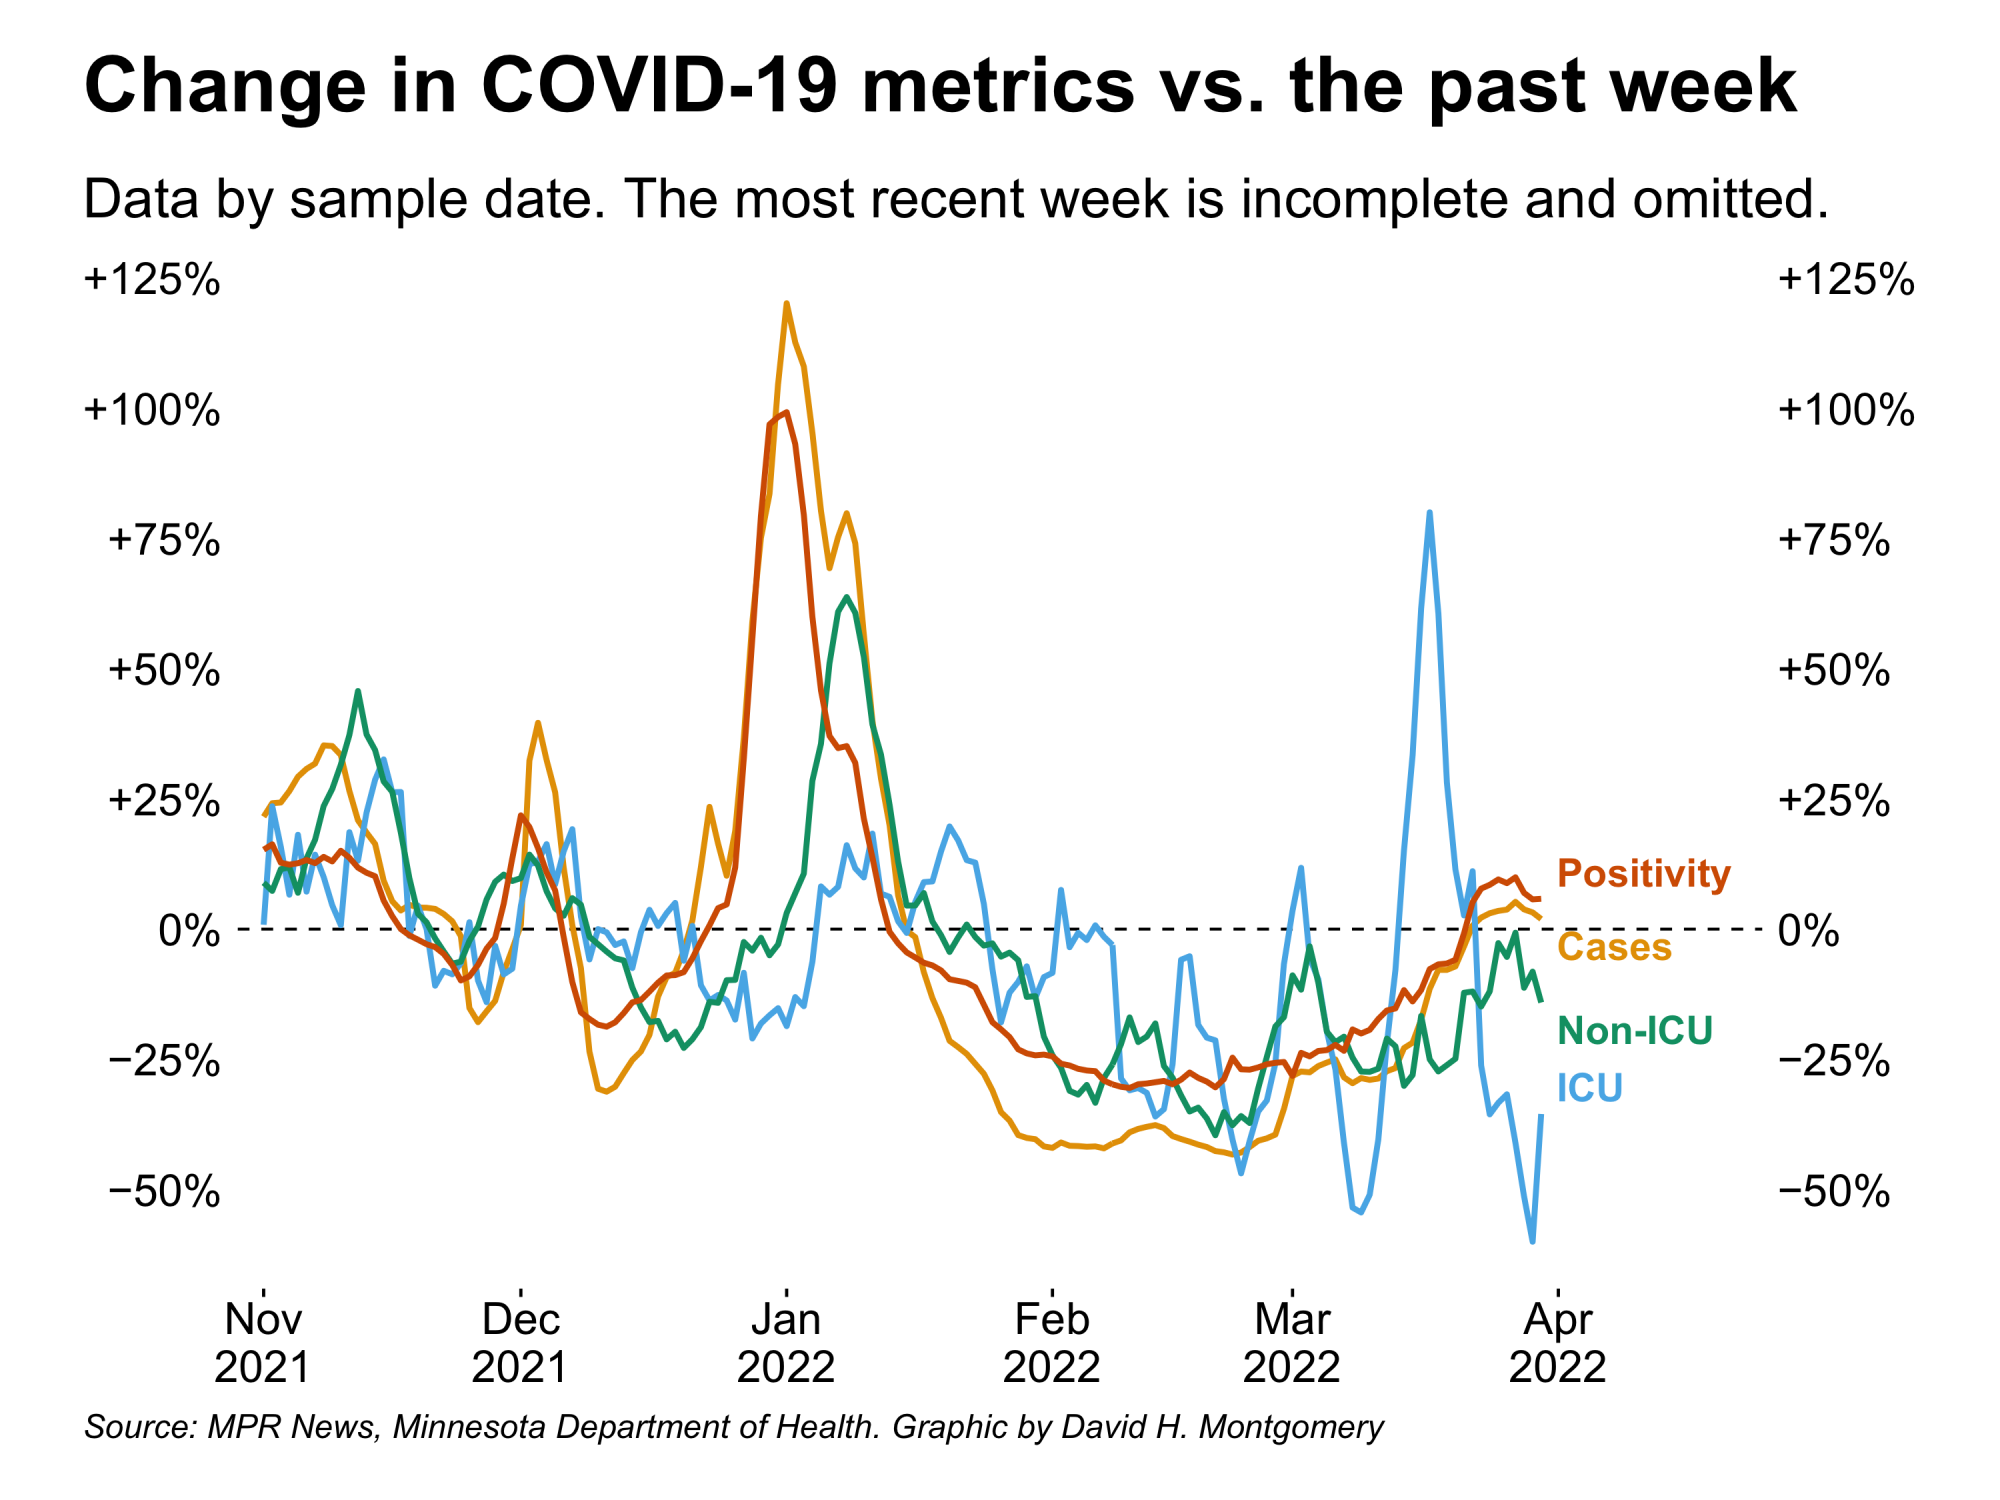 Change in COVID-19 metrics vs. the past week
Data by sample date. The most recent week is incomplete and omitted.
+125% +125%
+100% +100%
+75% +75%
+50% +50%
+25% +25%
Positivity
0% 0%
Cases
Non-ICU
−25% −25%
ICU
−50% −50%
Nov Dec Jan Feb Mar Apr
2021 2021 2022 2022 2022 2022
Source: MPR News, Minnesota Department of Health. Graphic by David H. Montgomery